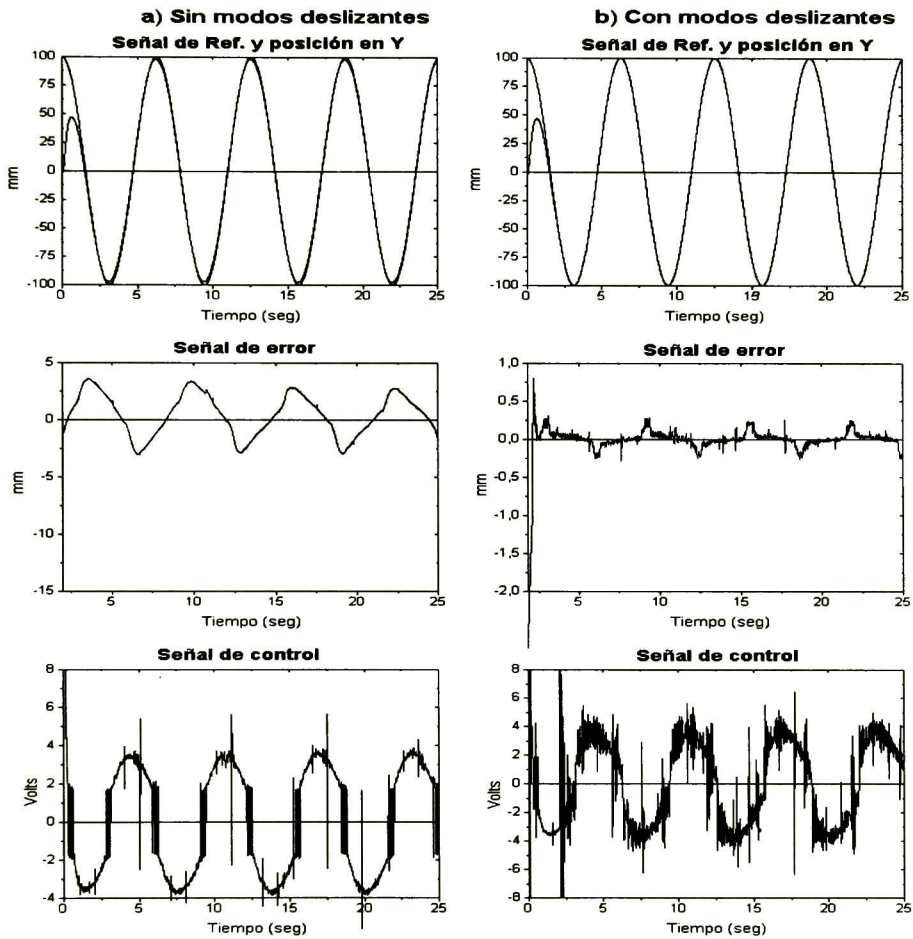 a) Sin modos deslizantes
Señal de Ref. y posición en Y
100
75
50
25
0
-25
-50
-75
-100
mm
0 5 10 15 20 25
Tiempo (seg)
Señal de error
5
0
-5
-10
-15
mm
5 10 15 20 25
Tiempo (seg)
Señal de control
8
6
4
2
0
-2
-4
Volts
0 5 10 15 20 25
Tiempo (seg)
b) Con modos deslizantes
Señal de Ref. y posición en Y
100
75
50
25
0
-25
-50
-75
-100
mm
0 5 10 15 20 25
Tiempo (seg)
Señal de error
1,0
0,5
0,0
-0,5
-1,0
-1,5
-2,0
mm
5 10 15 20 25
Tiempo (seg)
Señal de control
8
6
4
2
0
-2
-4
-6
-8
Volts
0 5 10 15 20 25
Tiempo (seg)